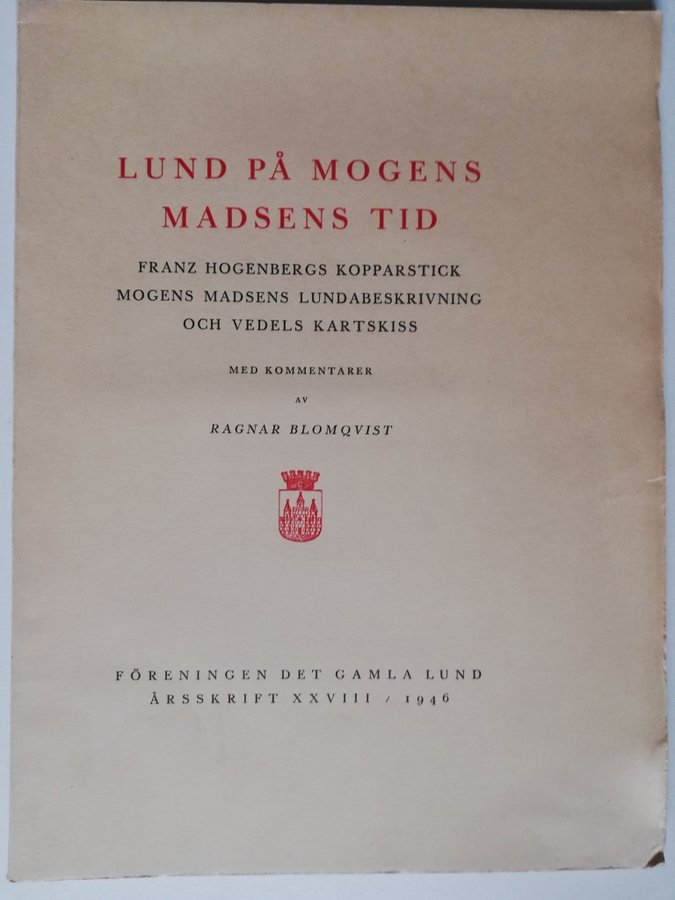 LUND PÅ MOGENS
MADSENS TID
FRANZ HOGENBERGS KOPPARSTICK
MOGENS MADSENS LUNDABESKRIVNING
OCH VEDELS KARTSKISS
MED KOMMENTARER
AV
RAGNAR BLOMQVIST
FÖRENINGEN DET GAMLA LUND
ÅRSSKRIFT XXVIII / 1946